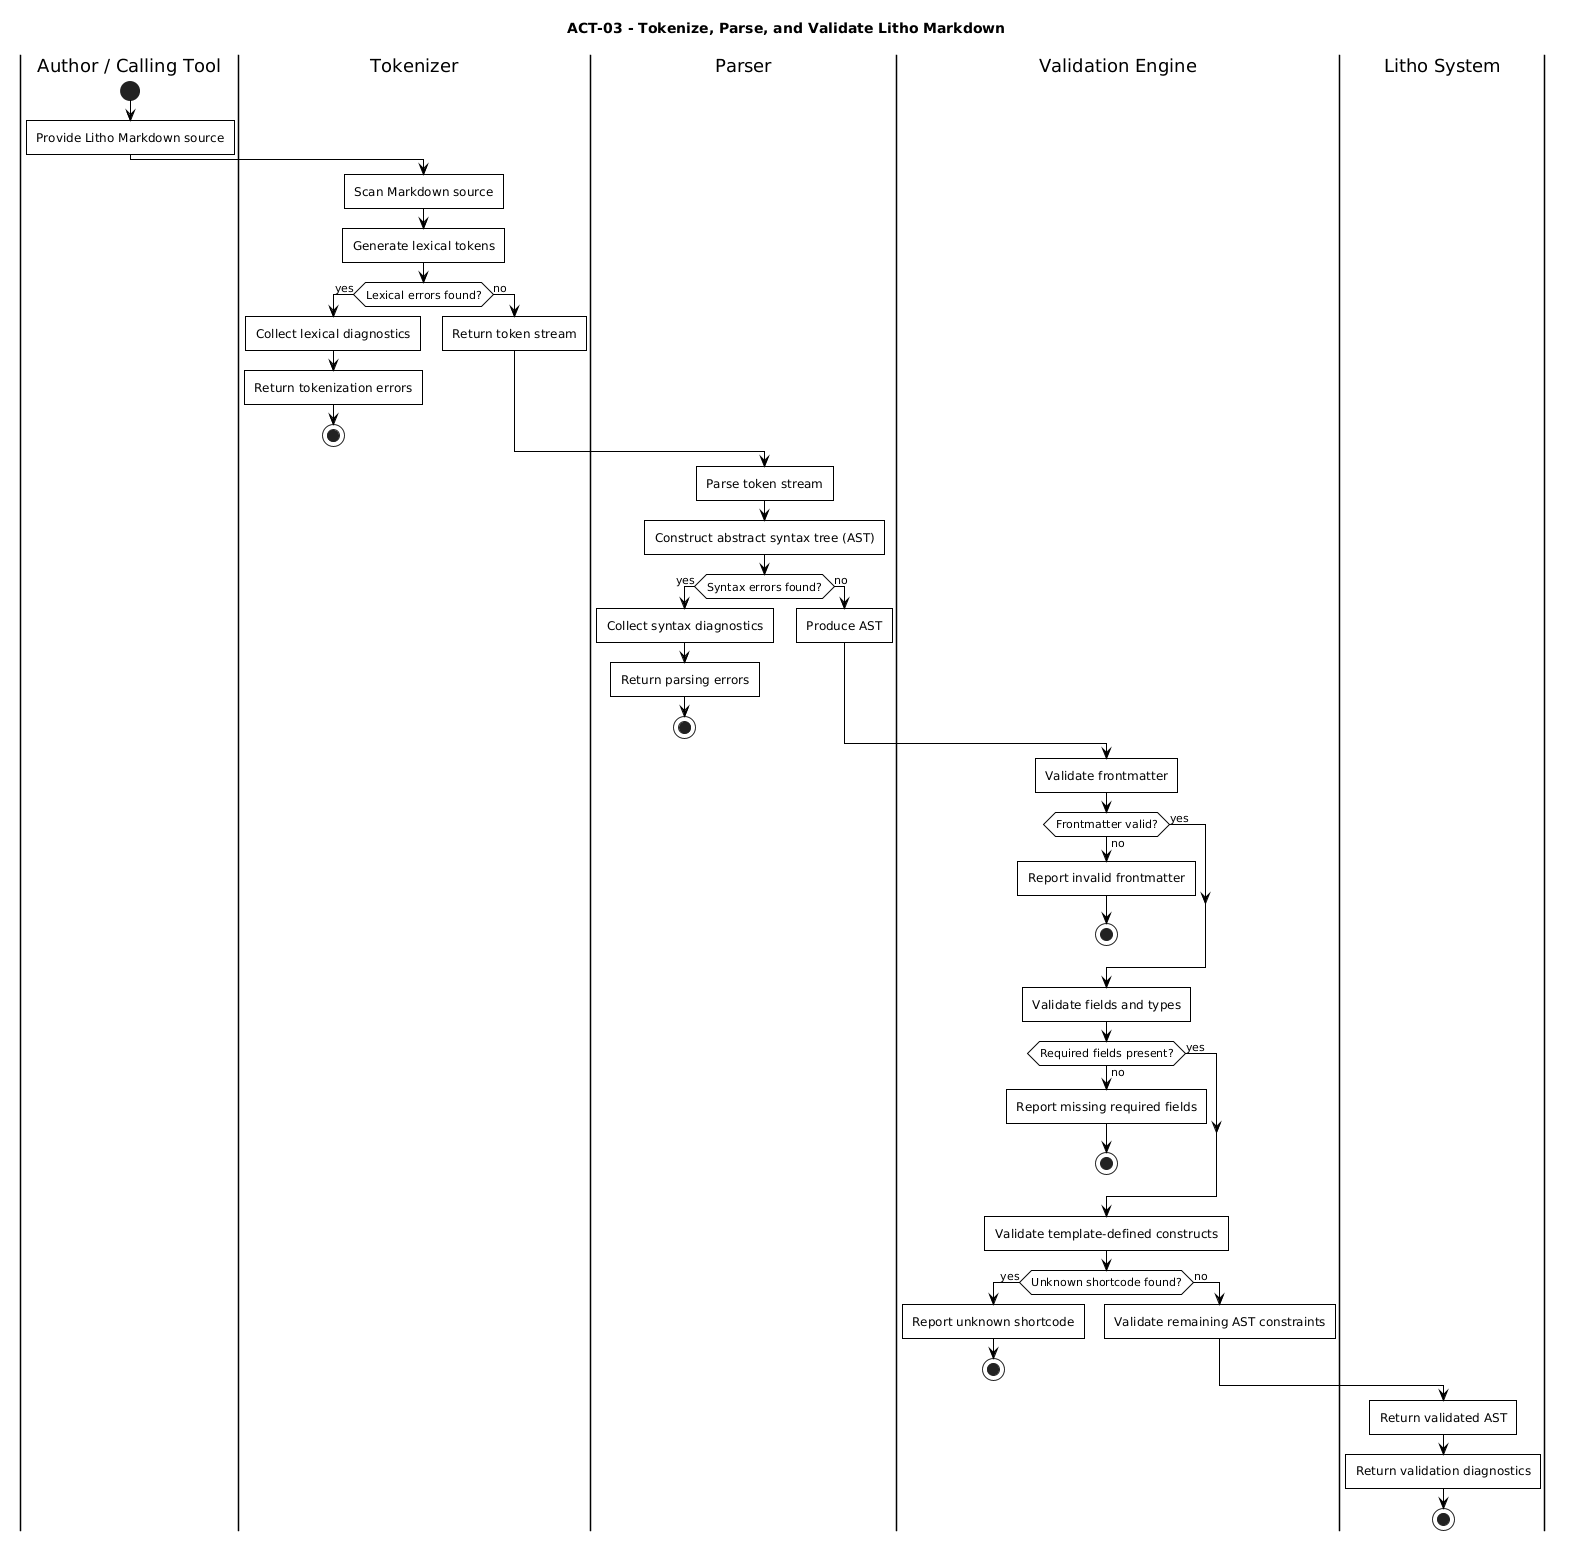 ACT-03 - Tokenize, Parse, and Validate Litho Markdown
Author / Calling Tool
Tokenizer
Parser
Validation Engine
Litho System
Provide Litho Markdown source
Scan Markdown source
Generate lexical tokens
yes
Lexical errors found?
no
Collect lexical diagnostics
Return token stream
Return tokenization errors
Parse token stream
Construct abstract syntax tree (AST)
yes
Syntax errors found?
no
Collect syntax diagnostics
Produce AST
Return parsing errors
Validate frontmatter
Frontmatter valid?
yes
no
Report invalid frontmatter
Validate fields and types
Required fields present?
yes
no
Report missing required fields
Validate template-defined constructs
yes
Unknown shortcode found?
no
Report unknown shortcode
Validate remaining AST constraints
Return validated AST
Return validation diagnostics